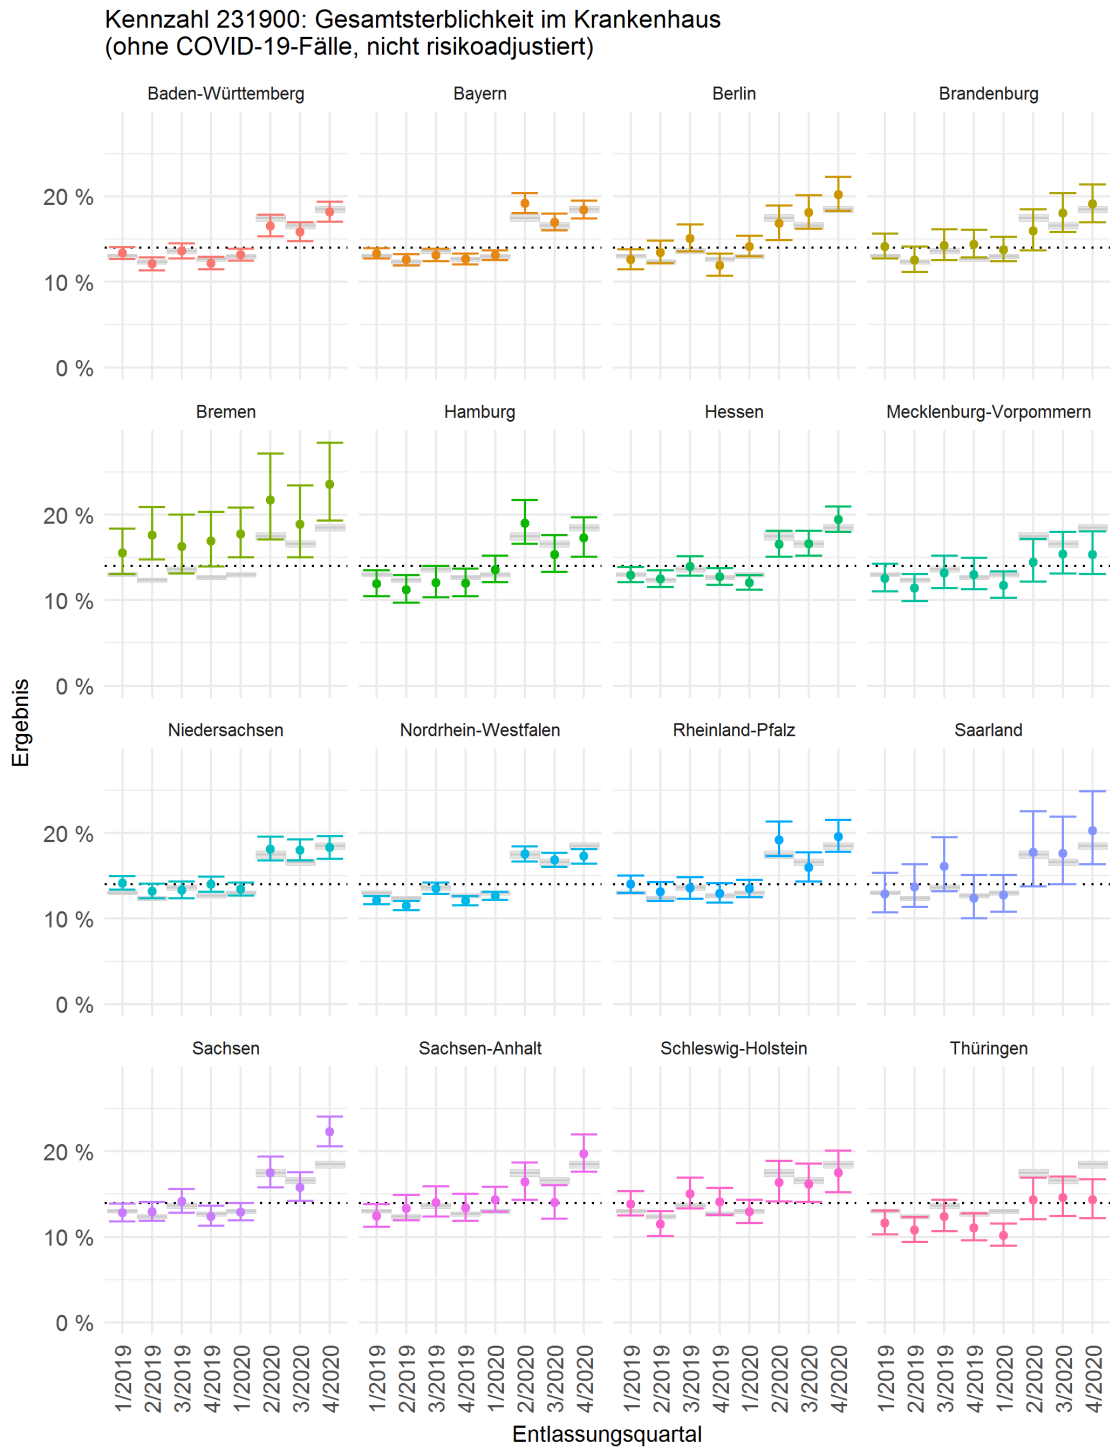 Kennzahl 231900: Gesamtsterblichkeit im Krankenhaus
(ohne COVID-19-Fälle, nicht risikoadjustiert)
Baden-Württemberg
Bayern
Berlin
Brandenburg
20 %
10 %
0 %
Bremen
Hamburg
Hessen
Mecklenburg-Vorpommern
20 %
10 %
0 %
Ergebnis
Niedersachsen
Nordrhein-Westfalen
Rheinland-Pfalz
Saarland
20 %
10 %
0 %
Sachsen
Sachsen-Anhalt
Schleswig-Holstein
Thüringen
20 %
10 %
0 %
1/2019
2/2019
3/2019
4/2019
1/2020
2/2020
3/2020
4/2020
1/2019
2/2019
3/2019
4/2019
1/2020
2/2020
3/2020
4/2020
1/2019
2/2019
3/2019
4/2019
1/2020
2/2020
3/2020
4/2020
1/2019
2/2019
3/2019
4/2019
1/2020
2/2020
3/2020
4/2020
Entlassungsquartal